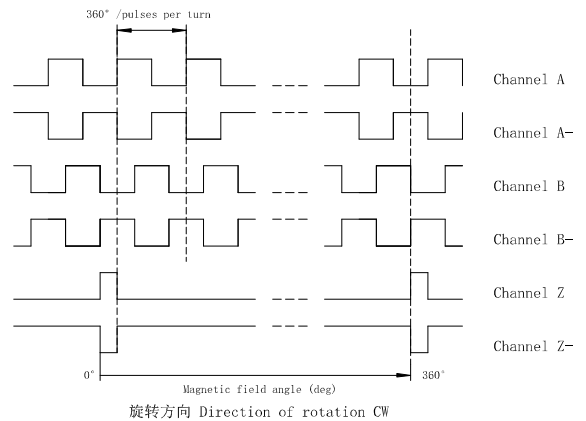 360° /pulses per turn
Channel A
Channel A-
Channel B
Channel B-
Channel Z
Channel Z-
0°
360°
Magnetic field angle (deg)
旋转方向 Direction of rotation CW